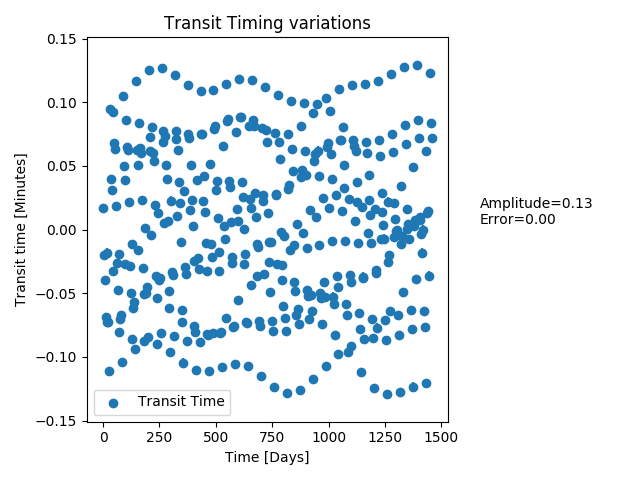 Transit Timing variations
0.15
0.10
0.05
0.00
−0.05
−0.10
−0.15
Transit time [Minutes]
Transit Time
0
250
500
750
1000
1250
1500
Time [Days]
Amplitude=0.13
Error=0.00